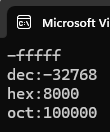 Microsoft Vi
-fffff
dec:-32768
hex:8000
oct:100000